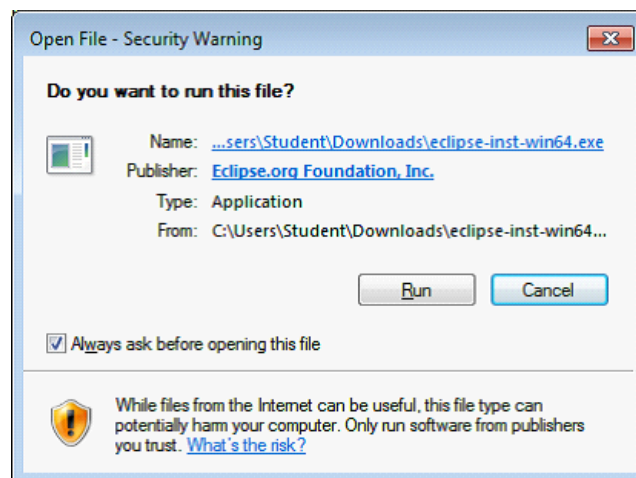 Open File - Security Warning
Do you want to run this file?
Name: ...sers\Student\Downloads\eclipse-inst-win64.exe
Publisher: Eclipse.org Foundation, Inc.
Type: Application
From: C:\Users\Student\Downloads\eclipse-inst-win64...
Run Cancel
Always ask before opening this file
While files from the Internet can be useful, this file type can
potentially harm your computer. Only run software from publishers
you trust. What's the risk?